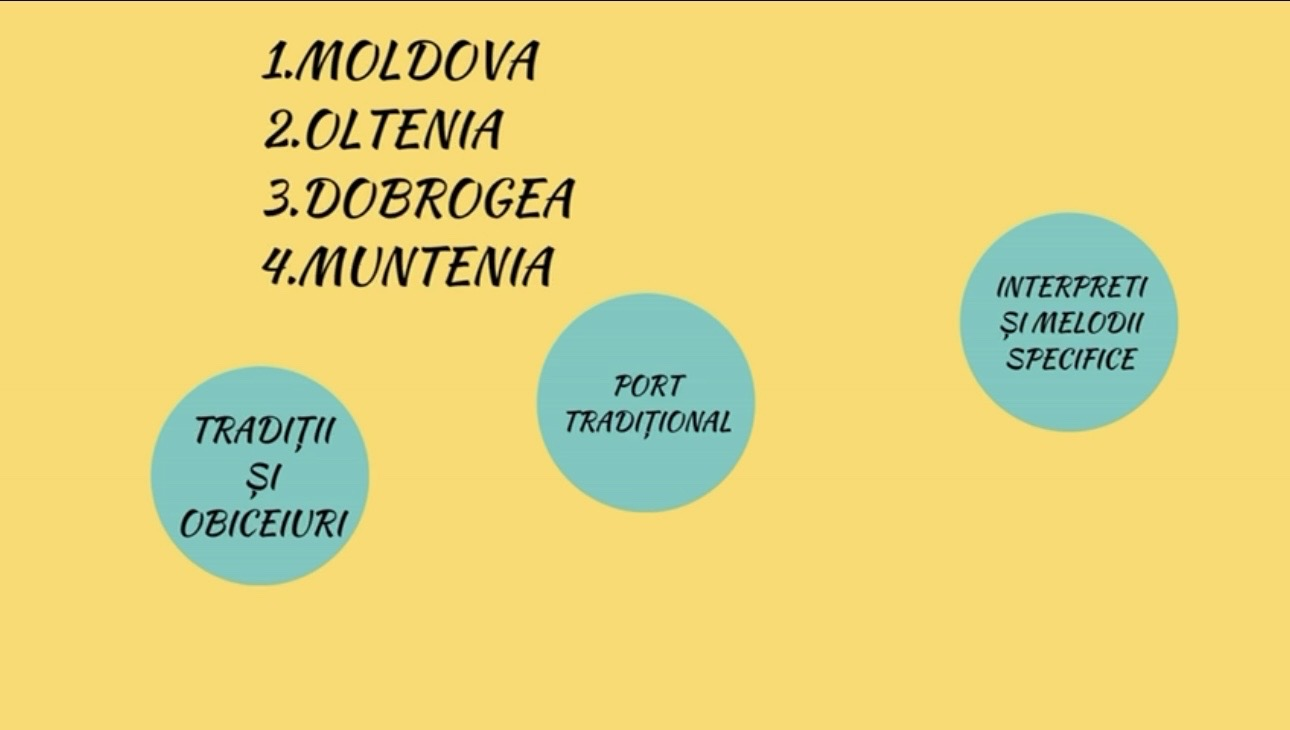 1.MOLDOVA
2.OLTENIA
3.DOBROGEA
4.MUNTENIA
TRADIȚII
ȘI
OBICEIURI
PORT
TRADIȚIONAL
INTERPRETI
ȘI MELODII
SPECIFICE